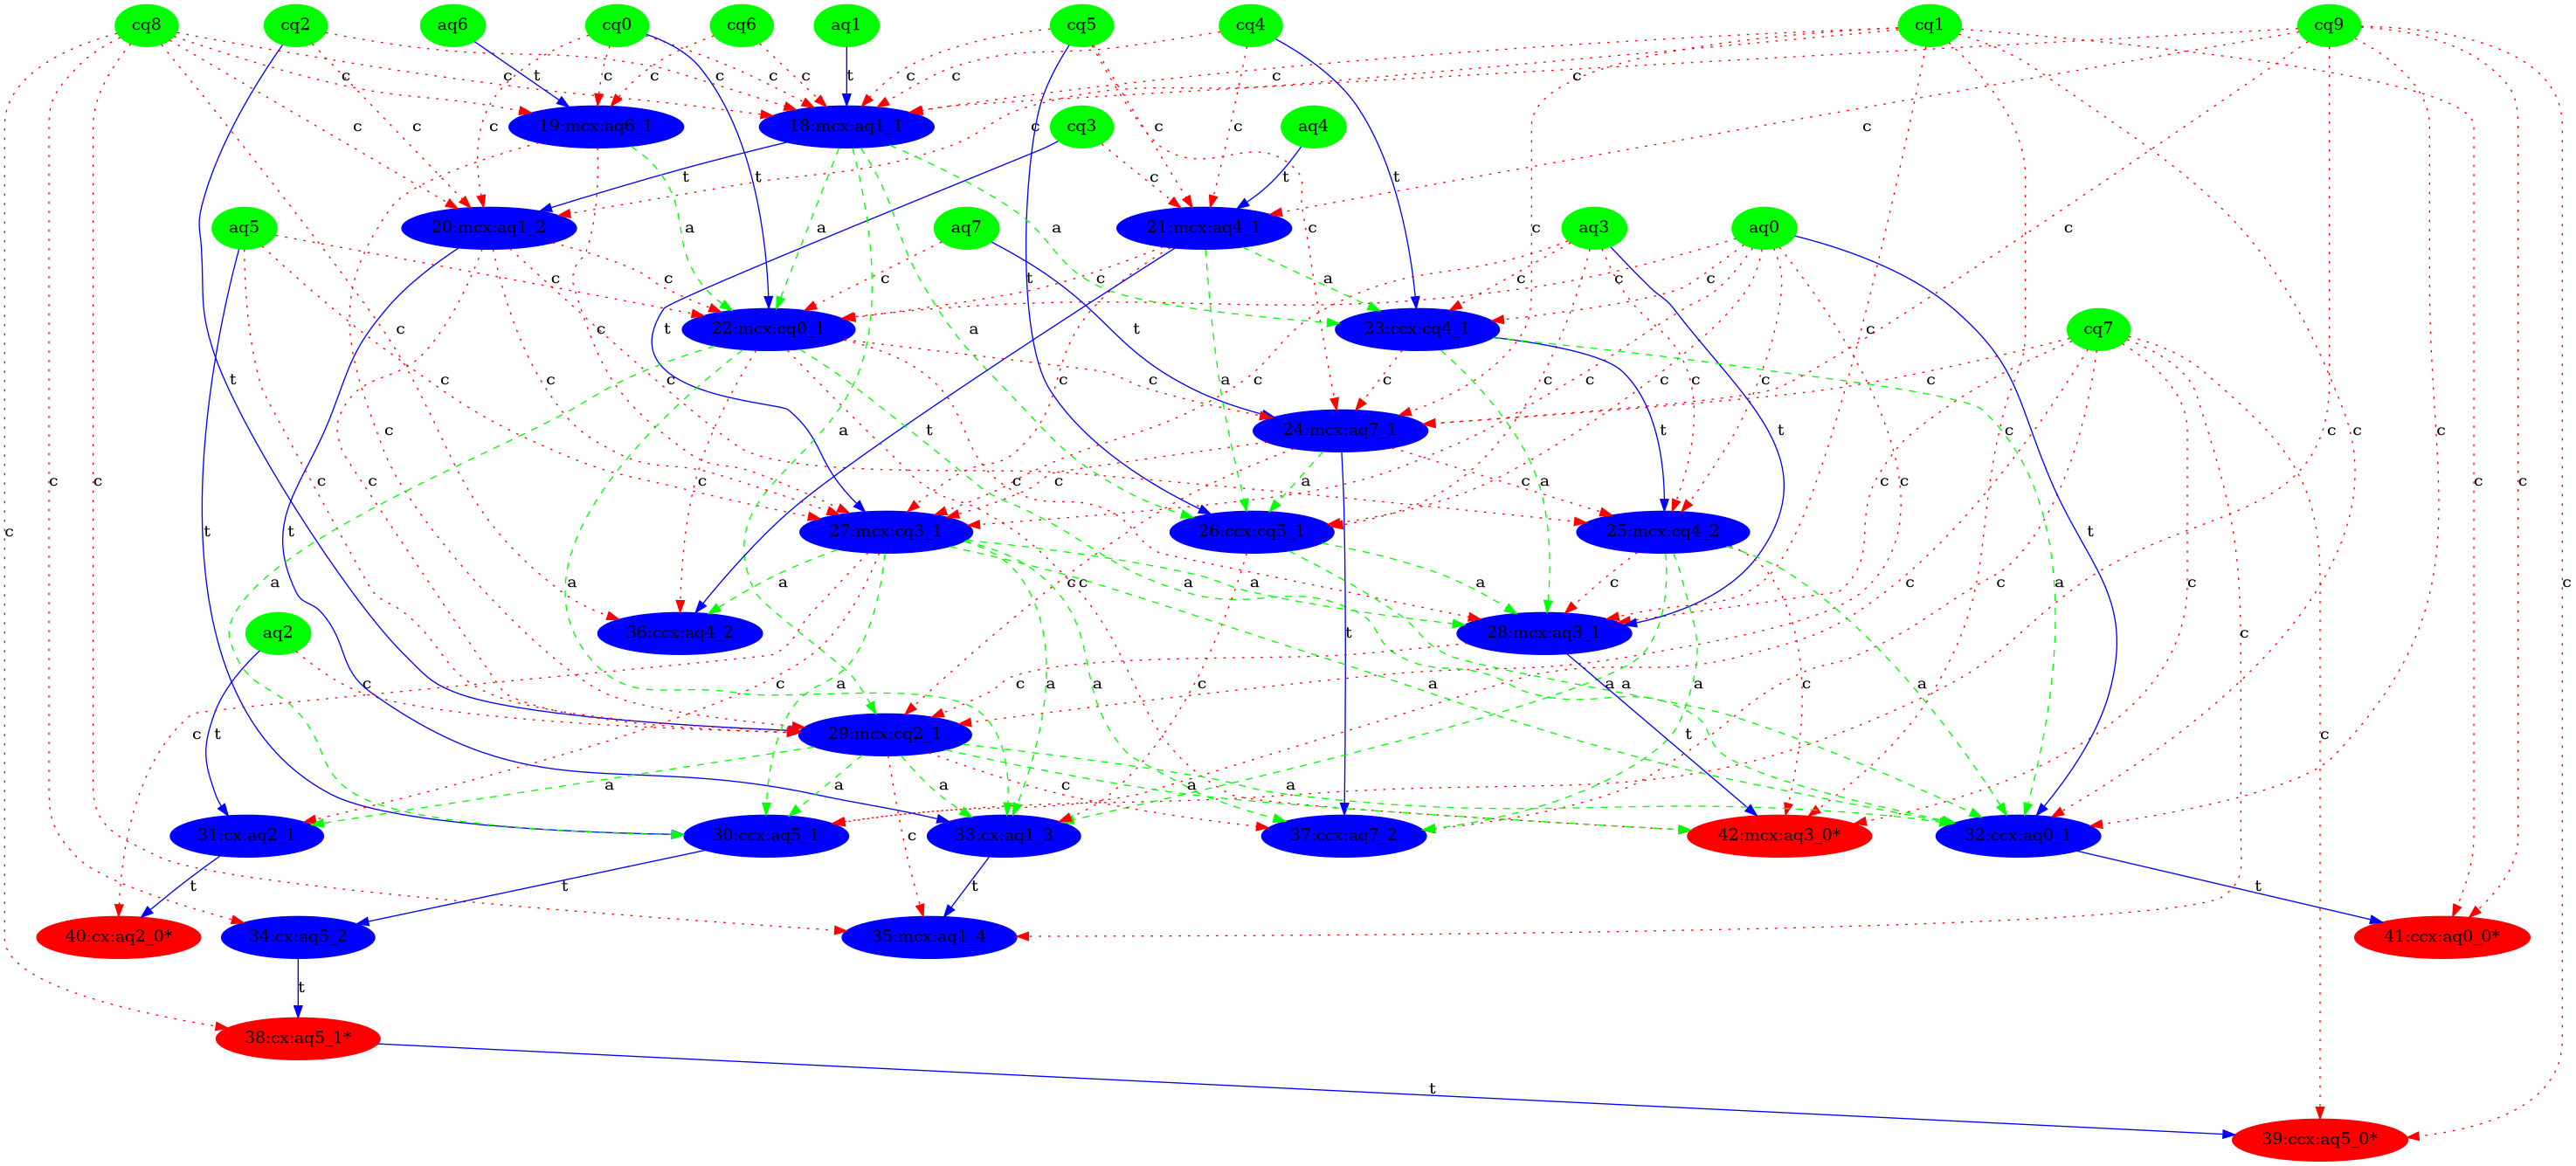 cq8 cq2 aq6 cq0 cq6 aq1 cq5 cq4 cq1 cq9
c c t c c c c c t c c c
19:mcx:aq6_1 18:mcx:aq1_1 cq3 aq4
c c c t t c c c c t c t
aq5 20:mcx:aq1_2 aq7 21:mcx:aq4_1 aq3 aq0
a a a c c c
c c c c a c c
22:mcx:cq0_1 23:ccx:cq4_1 cq7
c t c t t c c
c c c c a a c c c c c c c
24:mcx:aq7_1
a t t c
c c c t c c a c c a c c c c c c
27:mcx:cq3_1 26:ccx:cq5_1 25:mcx:cq4_2
t c c t a a c c a a a c c t c
aq2 36:ccx:aq4_2 28:mcx:aq3_1
c c a c t a a a a c a c
t c 29:mcx:cq2_1 t c
a a a c a a
31:cx:aq2_1 30:ccx:aq5_1 33:cx:aq1_3 37:ccx:aq7_2 42:mcx:aq3_0* 32:ccx:aq0_1
t t c t t
40:cx:aq2_0* 34:cx:aq5_2 35:mcx:aq1_4 41:ccx:aq0_0*
t
38:cx:aq5_1*
t
39:ccx:aq5_0*